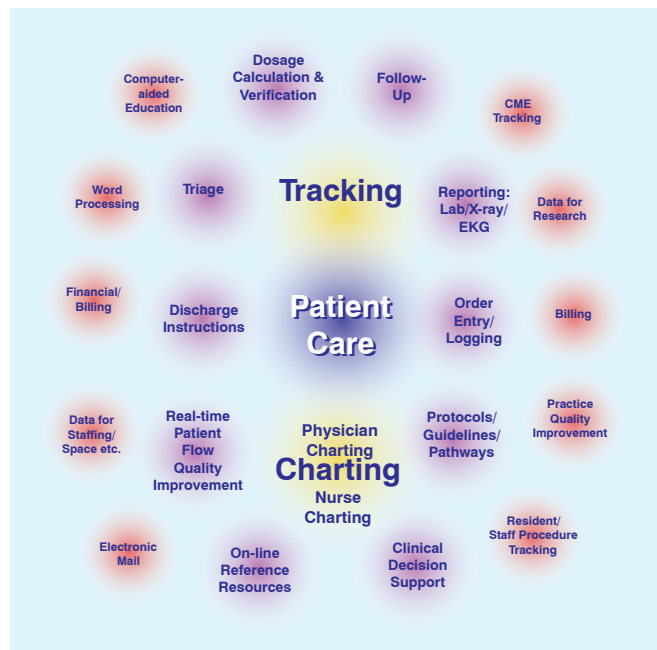 Computer-
aided
Education
Dosage
Calculation &
Verification
Follow-
Up
CME
Tracking
Word
Processing
Triage
Tracking
Reporting:
Lab/X-ray/
EKG
Data for
Research
Financial/
Billing
Discharge
Instructions
Patient
Care
Order
Entry/
Logging
Billing
Data for
Staffing/
Space etc.
Real-time
Patient
Flow
Quality
Improvement
Physician
Charting
Charting
Nurse
Charting
Protocols/
Guidelines/
Pathways
Practice
Quality
Improvement
Electronic
Mail
On-line
Reference
Resources
Clinical
Decision
Support
Resident/
Staff Procedure
Tracking